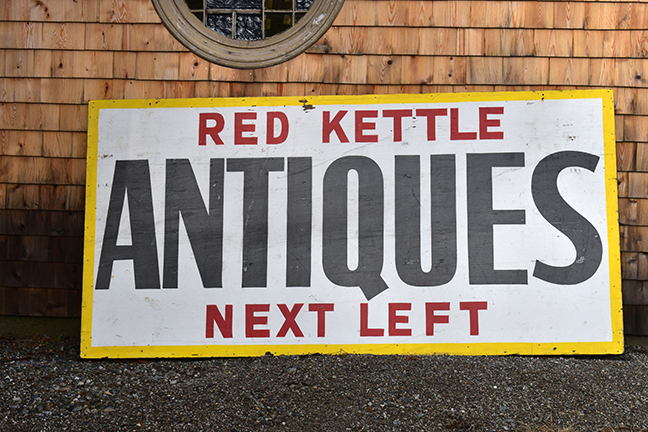 RED KETTLE
ANTIQUES
NEXT LEFT